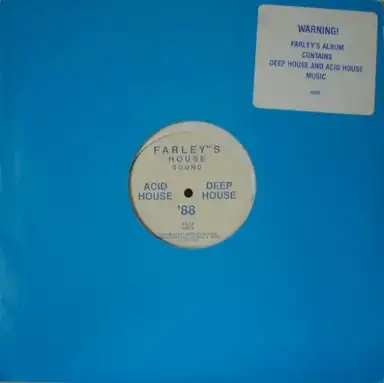 WARNING!
FARLEY'S ALBUM
CONTAINS
DEEP HOUSE AND ACID HOUSE
MUSIC
FARLEY'S
HOUSE
SOUND
ACID DEEP
HOUSE HOUSE
'88